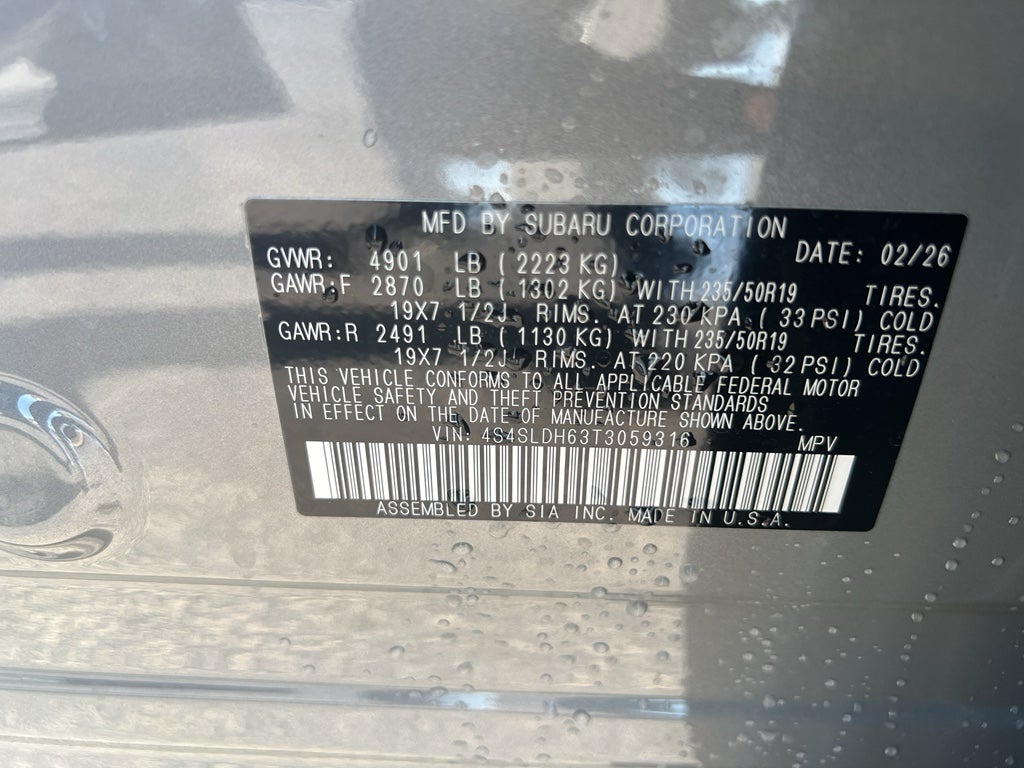 MFD BY SUBARU CORPORATION
GVWR: 4901 LB ( 2223 KG) DATE: 02/26
GAWR:F 2870 LB ( 1302 KG) WITH 235/50R19 TIRES.
19X7 1/2J RIMS. AT 230 KPA ( 33 PSI) COLD
GAWR:R 2491 LB ( 1130 KG) WITH 235/50R19 TIRES.
19X7 1/2J RIMS. AT 220 KPA ( 32 PSI) COLD
THIS VEHICLE CONFORMS TO ALL APPLICABLE FEDERAL MOTOR
VEHICLE SAFETY AND THEFT PREVENTION STANDARDS
IN EFFECT ON THE DATE OF MANUFACTURE SHOWN ABOVE.
VIN: 4S4SLDH63T3059316 MPV
ASSEMBLED BY SIA INC. MADE IN U.S.A.